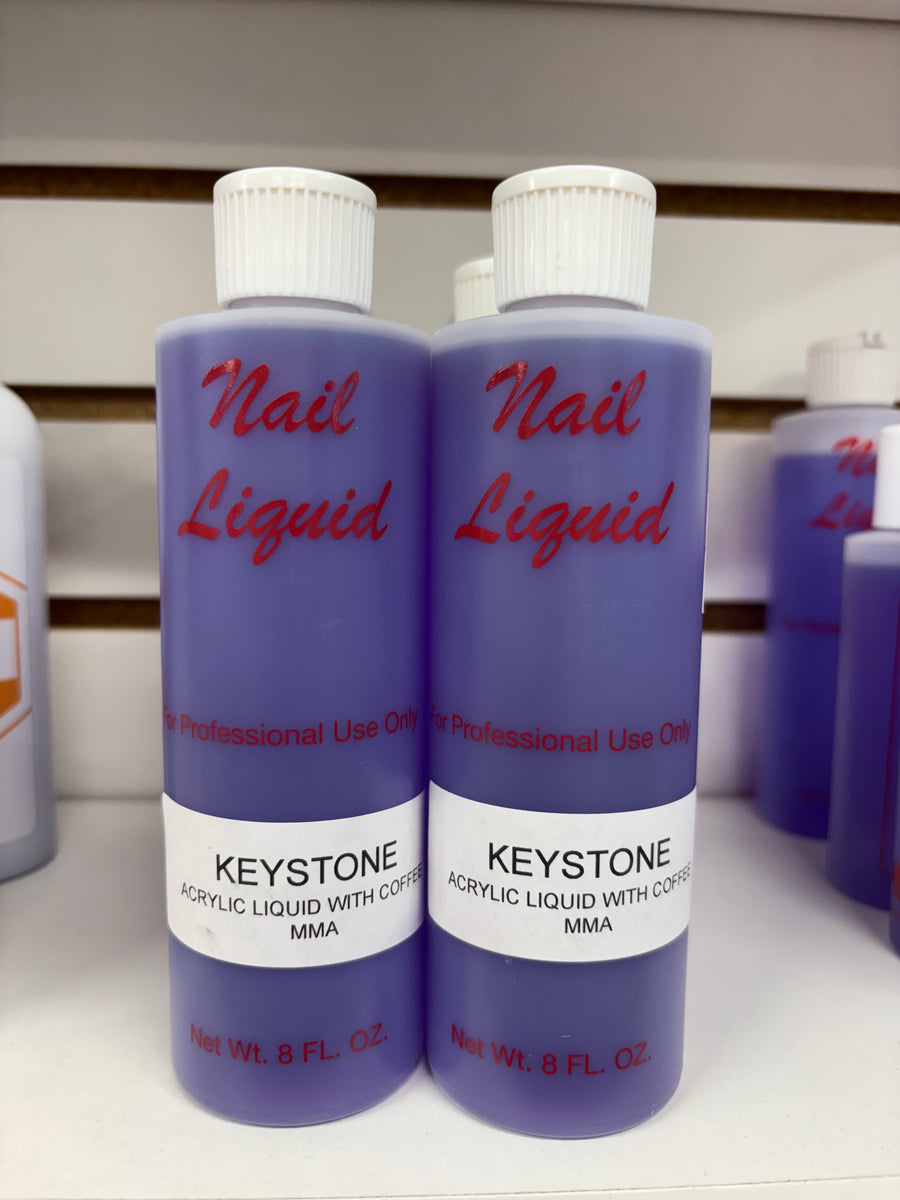 Nail
Liquid
For Professional Use Only
KEYSTONE
ACRYLIC LIQUID WITH COFFEE
MMA
Net Wt. 8 FL. OZ.
Nail
Liquid
For Professional Use Only
KEYSTONE
ACRYLIC LIQUID WITH COFFEE
MMA
Net Wt. 8 FL. OZ.